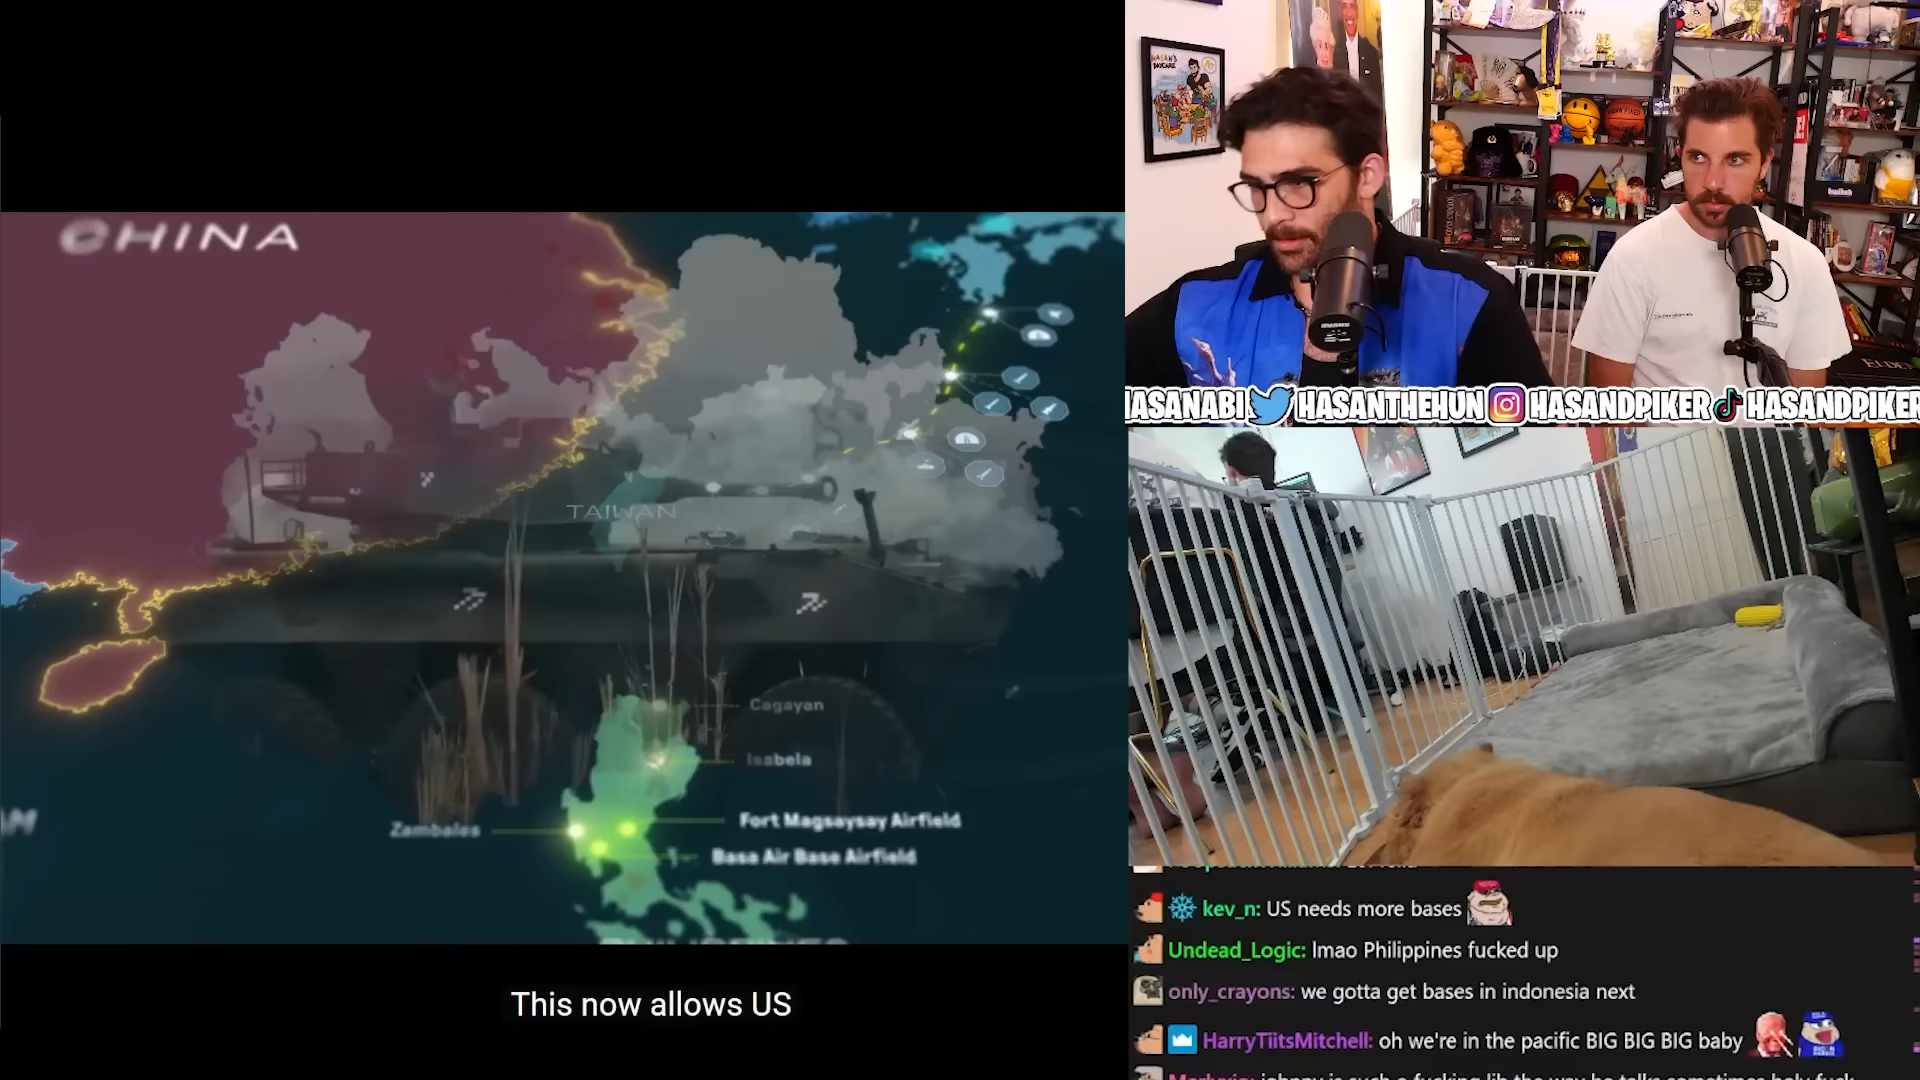 CHINA
TAIWAN
Cagayan
Isabela
Fort Magsaysay Airfield
Zambales
Basa Air Base Airfield
This now allows US
HASAN'S
DAYCARE
HASANABI HASANTHEHUN HASANDPIKER HASANDPIKER
kev_n: US needs more bases
Undead_Logic: lmao Philippines fucked up
only_crayons: we gotta get bases in indonesia next
HarryTiitsMitchell: oh we're in the pacific BIG BIG BIG baby